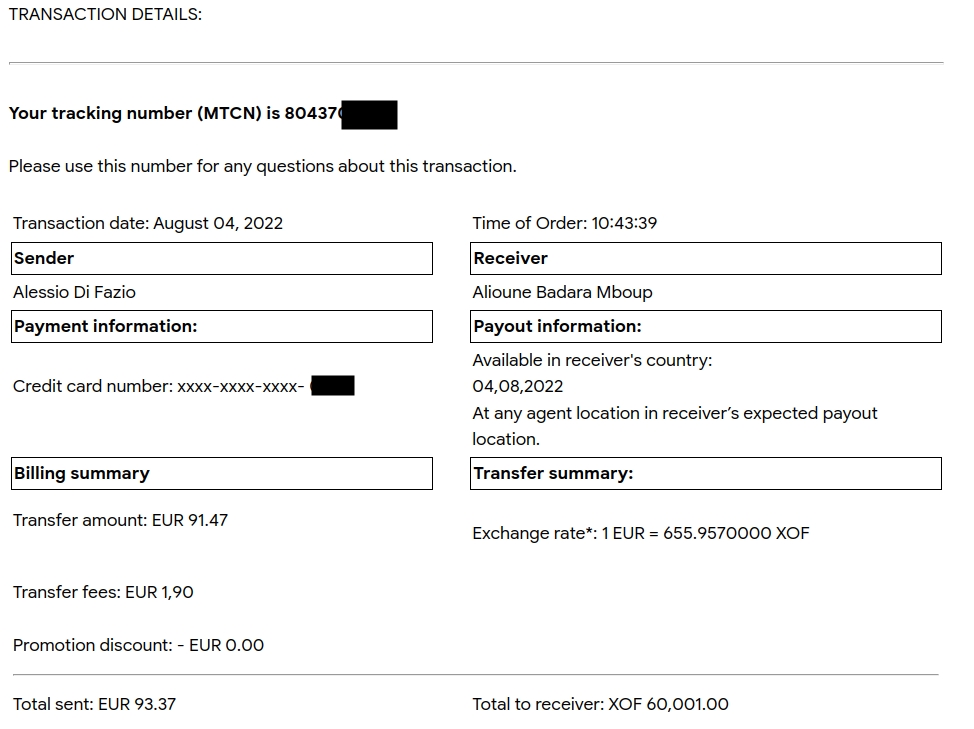 TRANSACTION DETAILS:
Your tracking number (MTCN) is 80437
Please use this number for any questions about this transaction.
Transaction date: August 04, 2022
Time of Order: 10:43:39
Sender
Receiver
Alessio Di Fazio
Alioune Badara Mboup
Payment information:
Payout information:
Available in receiver's country:
Credit card number: xxxx-xxxx-xxxx-
04,08,2022
At any agent location in receiver’s expected payout
location.
Billing summary
Transfer summary:
Transfer amount: EUR 91.47
Exchange rate*: 1 EUR = 655.9570000 XOF
Transfer fees: EUR 1,90
Promotion discount: - EUR 0.00
Total sent: EUR 93.37
Total to receiver: XOF 60,001.00